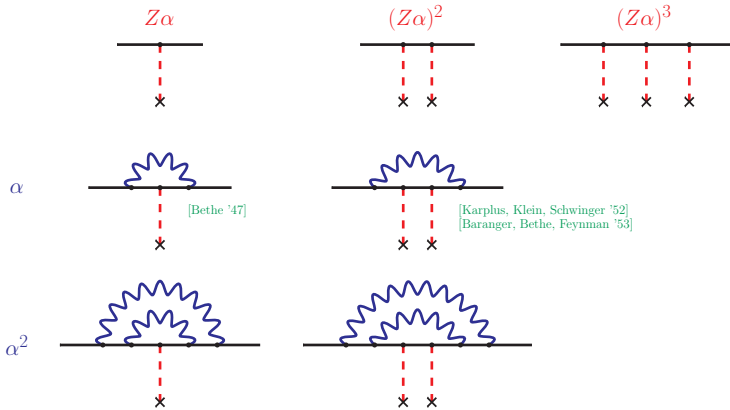 Zα (Zα)² (Zα)³
α
[Bethe '47]
[Karplus, Klein, Schwinger '52]
[Baranger, Bethe, Feynman '53]
α²